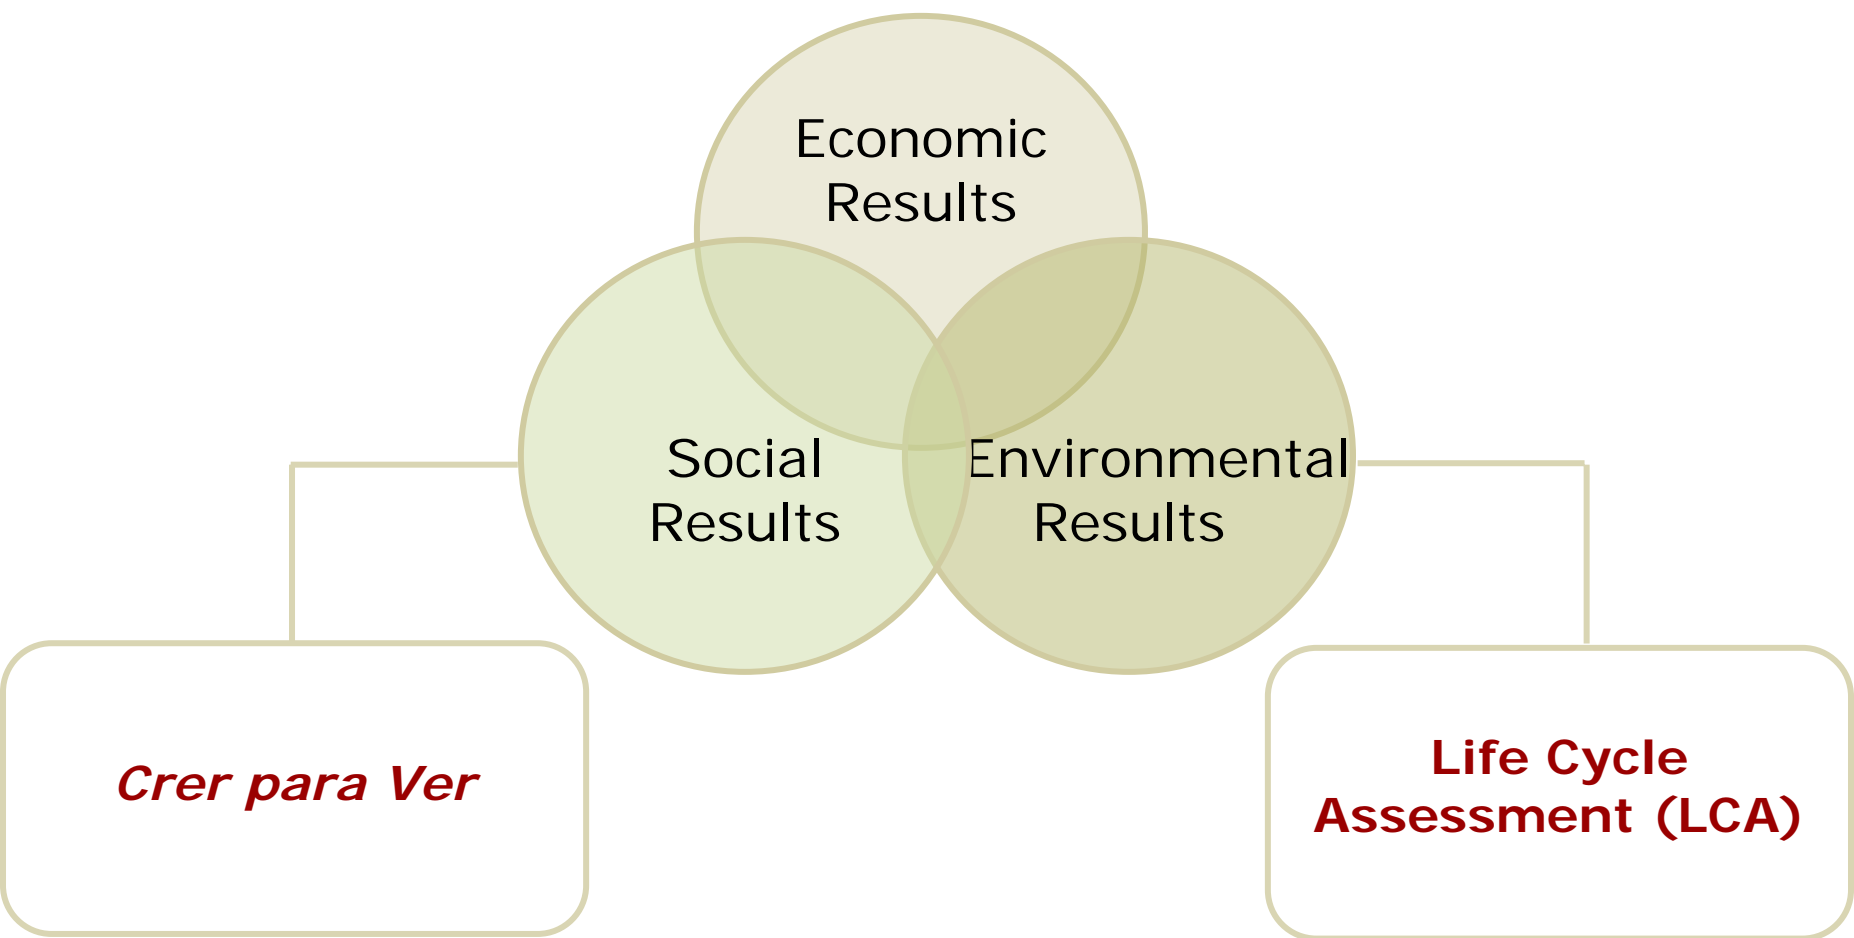 Economic
Results
Social
Results
Environmental
Results
Crer para Ver
Life Cycle
Assessment (LCA)